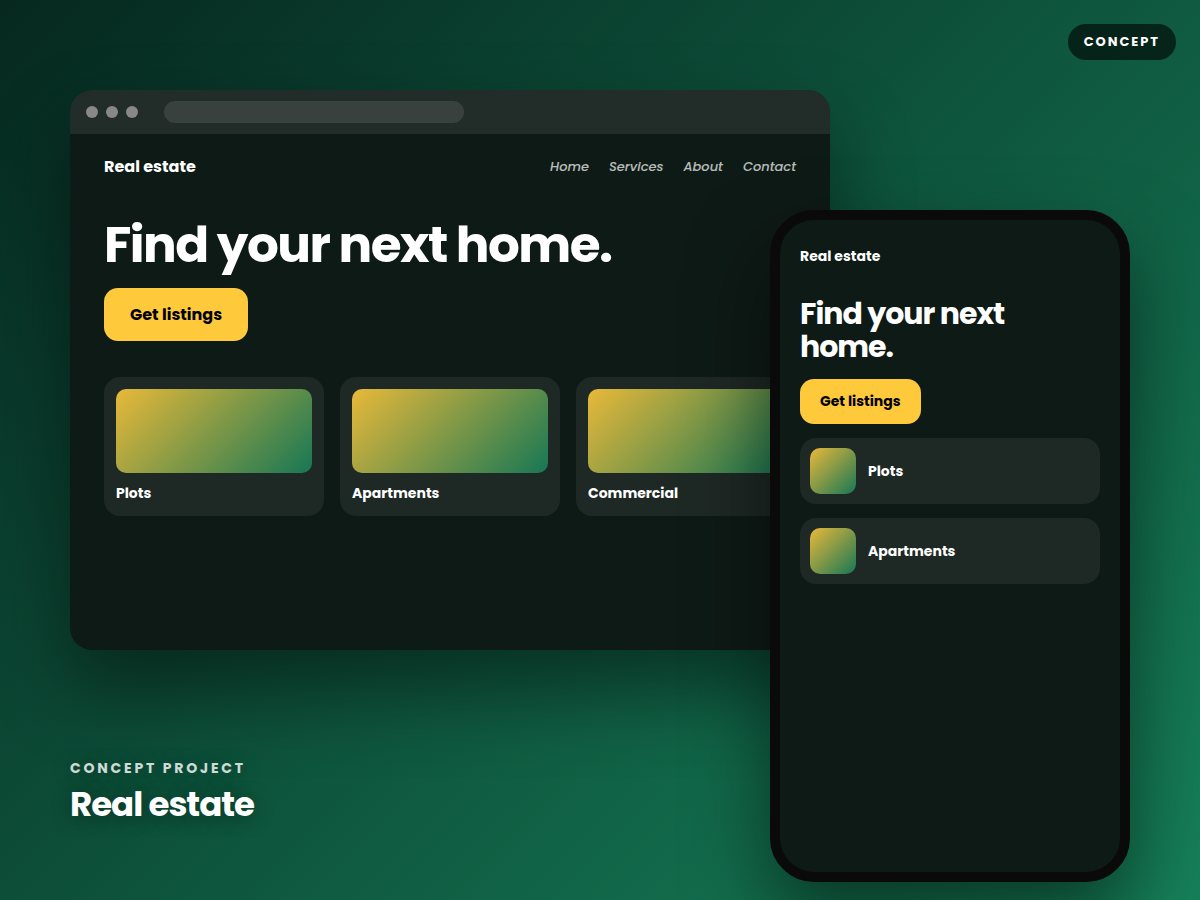 CONCEPT
Real estate
Home Services About Contact
Find your next home.
Get listings
Plots
Apartments
Commercial
Real estate
Find your next
home.
Get listings
Plots
Apartments
CONCEPT PROJECT
Real estate